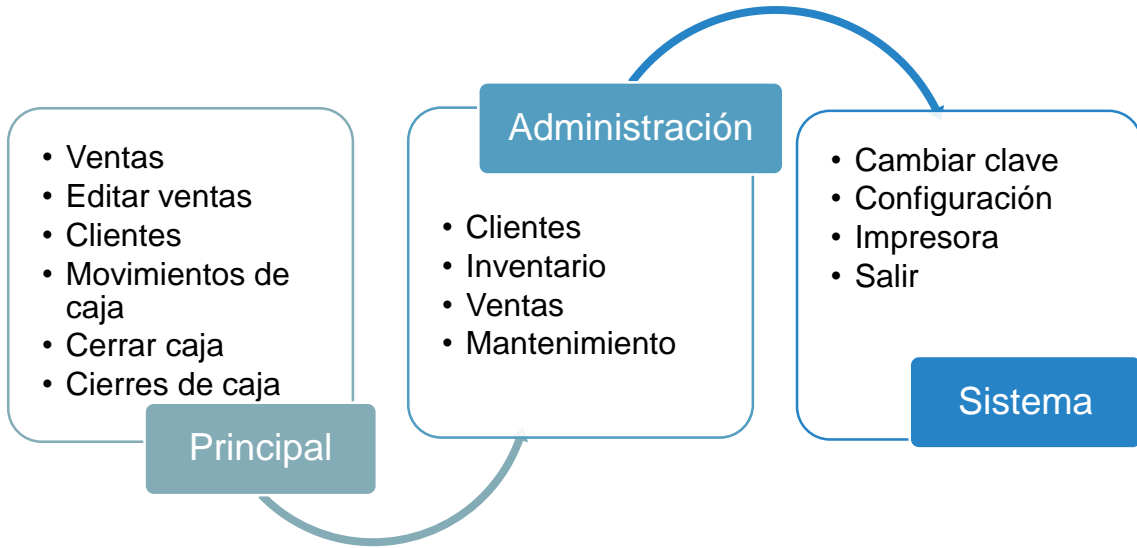 • Ventas
• Editar ventas
• Clientes
• Movimientos de
caja
• Cerrar caja
• Cierres de caja
Principal
Administración
• Clientes
• Inventario
• Ventas
• Mantenimiento
• Cambiar clave
• Configuración
• Impresora
• Salir
Sistema